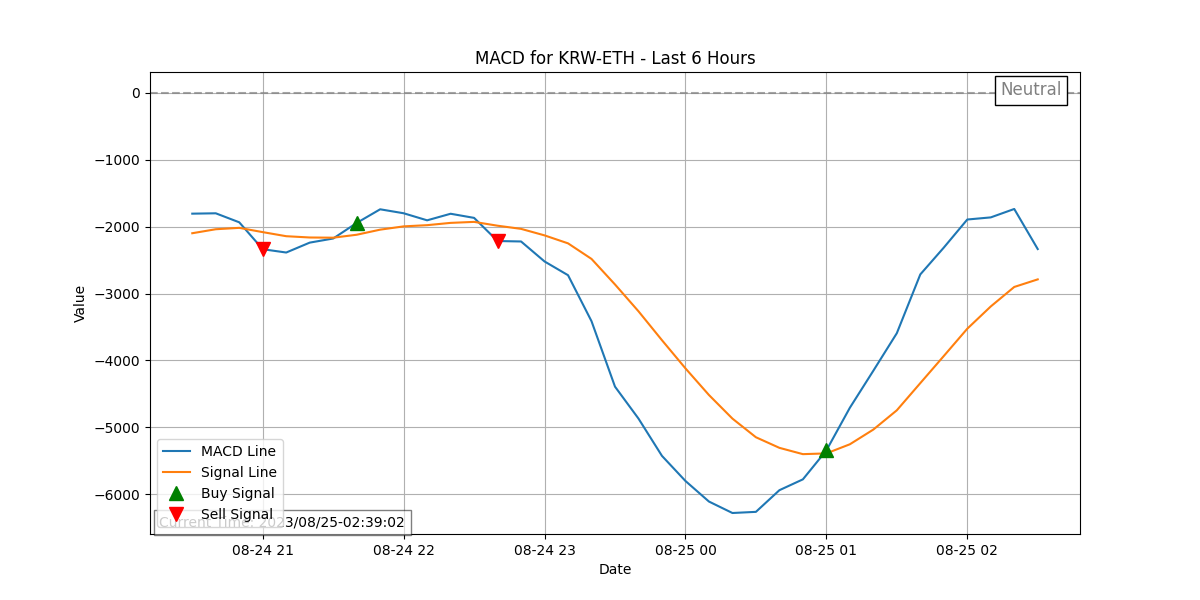 MACD for KRW-ETH - Last 6 Hours
Neutral
0
−1000
−2000
−3000
−4000
−5000
−6000
Value
MACD Line
Signal Line
Buy Signal
Sell Signal
Current Time: 2023/08/25-02:39:02
08-24 21
08-24 22
08-24 23
08-25 00
08-25 01
08-25 02
Date